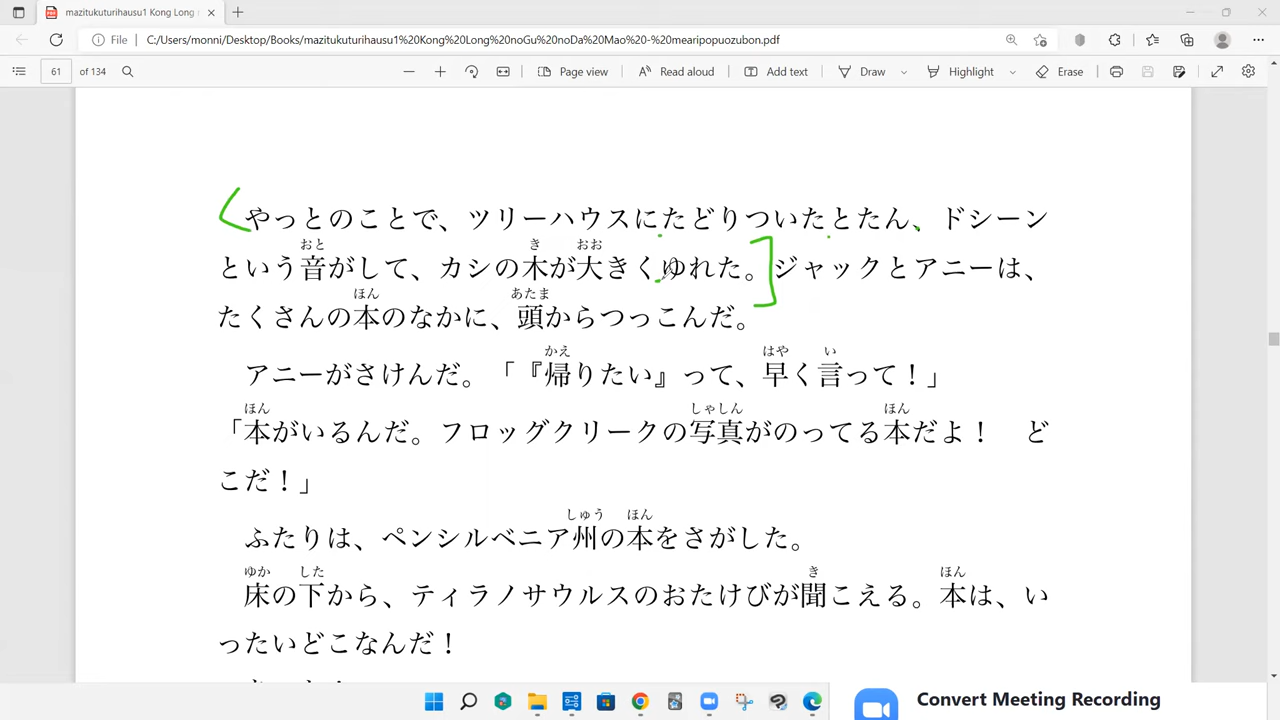 mazitukuturihausu1 Kong Long
File C:/Users/monni/Desktop/Books/mazitukuturihausu1%20Kong%20Long%20noGu%20noDa%20Mao%20-%20mearipopuozubon.pdf
61 of 134 Page view Read aloud Add text Draw Highlight Erase
やっとのことで、ツリーハウスにたどりついたとたん、ドシーン
おと き おお
という音がして、カシの木が大きくゆれた。ジャックとアニーは、
ほん あたま
たくさんの本のなかに、頭からつっこんだ。
かえ はや い
アニーがさけんだ。「『帰りたい』って、早く言って！」
ほん しゃしん ほん
「本がいるんだ。フロッグクリークの写真がのってる本だよ！　ど
こだ！」
しゅう ほん
ふたりは、ペンシルベニア州の本をさがした。
ゆか した き ほん
床の下から、ティラノサウルスのおたけびが聞こえる。本は、い
ったいどこなんだ！
Convert Meeting Recording